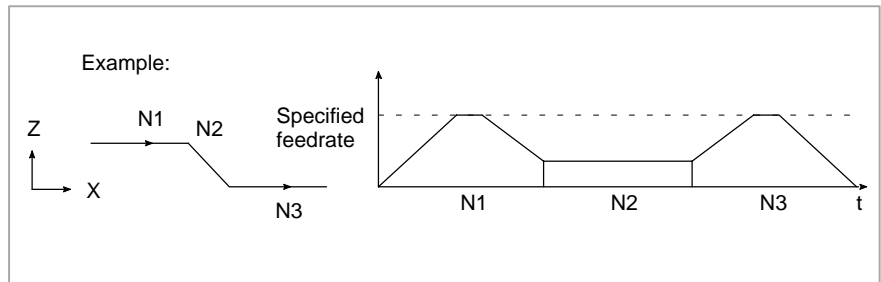 Example:
Z
X
N1
N2
N3
Specified
feedrate
N1
N2
N3
t